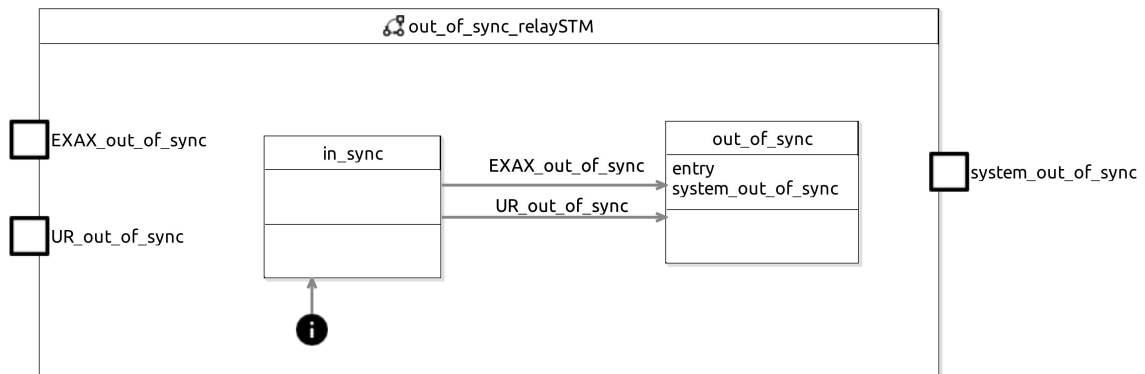 out_of_sync_relaySTM
EXAX_out_of_sync
UR_out_of_sync
in_sync
i
EXAX_out_of_sync
UR_out_of_sync
out_of_sync
entry
system_out_of_sync
system_out_of_sync